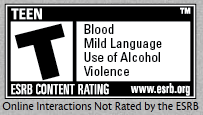 TEEN ™
T
Blood
Mild Language
Use of Alcohol
Violence
ESRB CONTENT RATING www.esrb.org
Online Interactions Not Rated by the ESRB